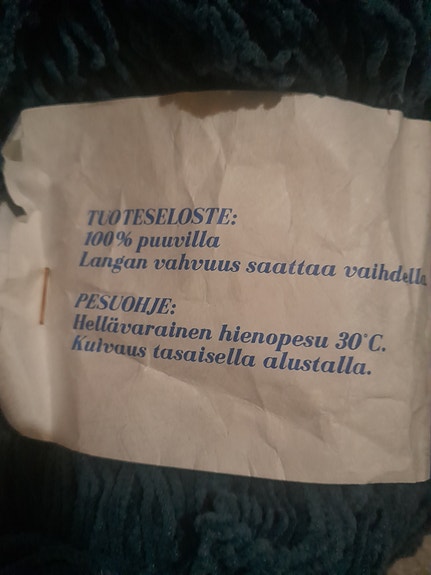 TUOTESELOSTE:
100% puuvilla
Langan vahvuus saattaa vaihdella
PESUOHJE:
Hellävarainen hienopesu 30°C.
Kuivaus tasaisella alustalla.